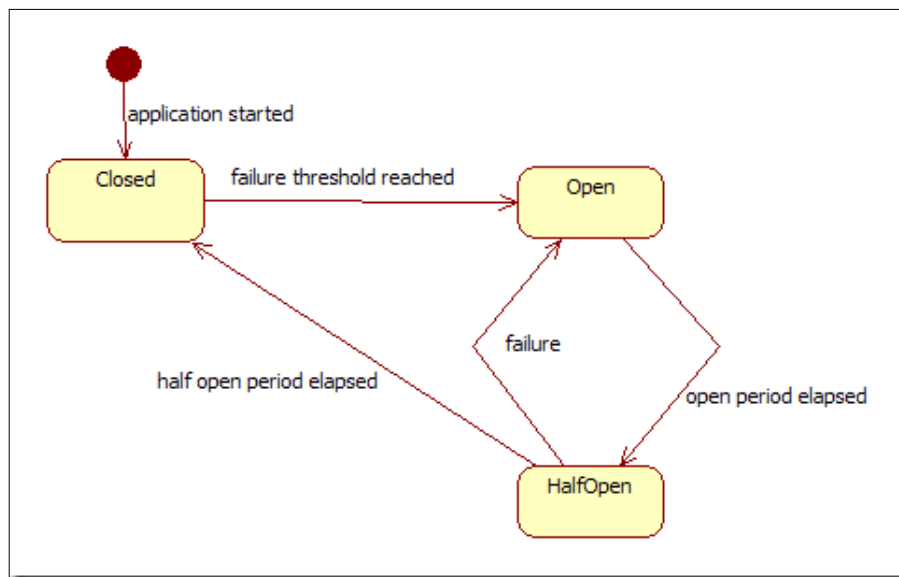 application started
Closed
failure threshold reached
Open
failure
half open period elapsed
open period elapsed
HalfOpen